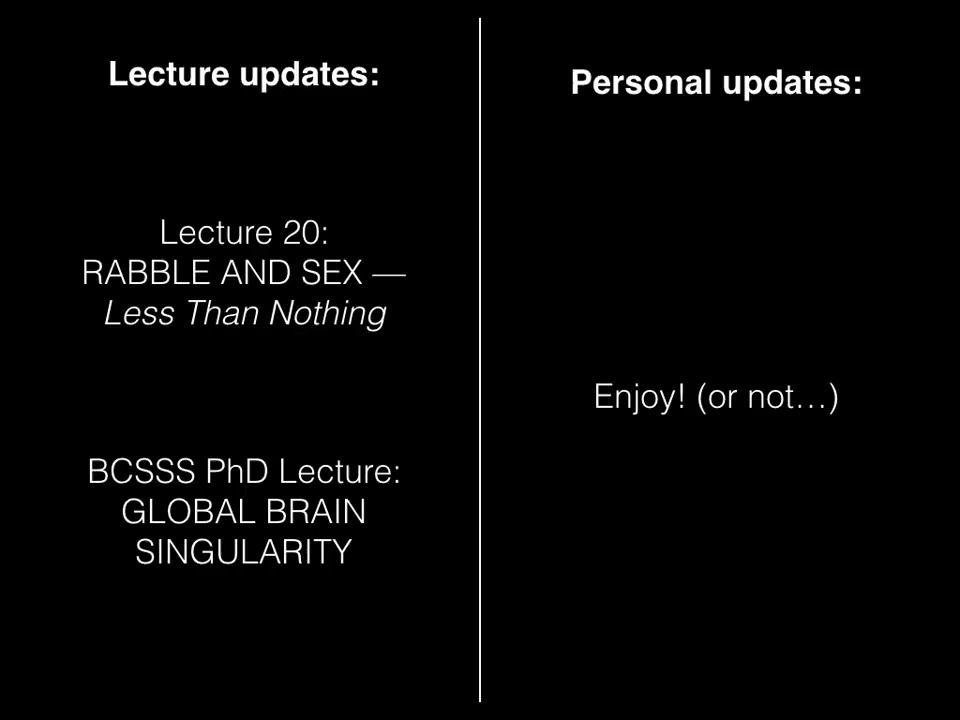 Lecture updates:
Lecture 20:
RABBLE AND SEX —
Less Than Nothing
BCSSS PhD Lecture:
GLOBAL BRAIN
SINGULARITY
Personal updates:
Enjoy! (or not…)